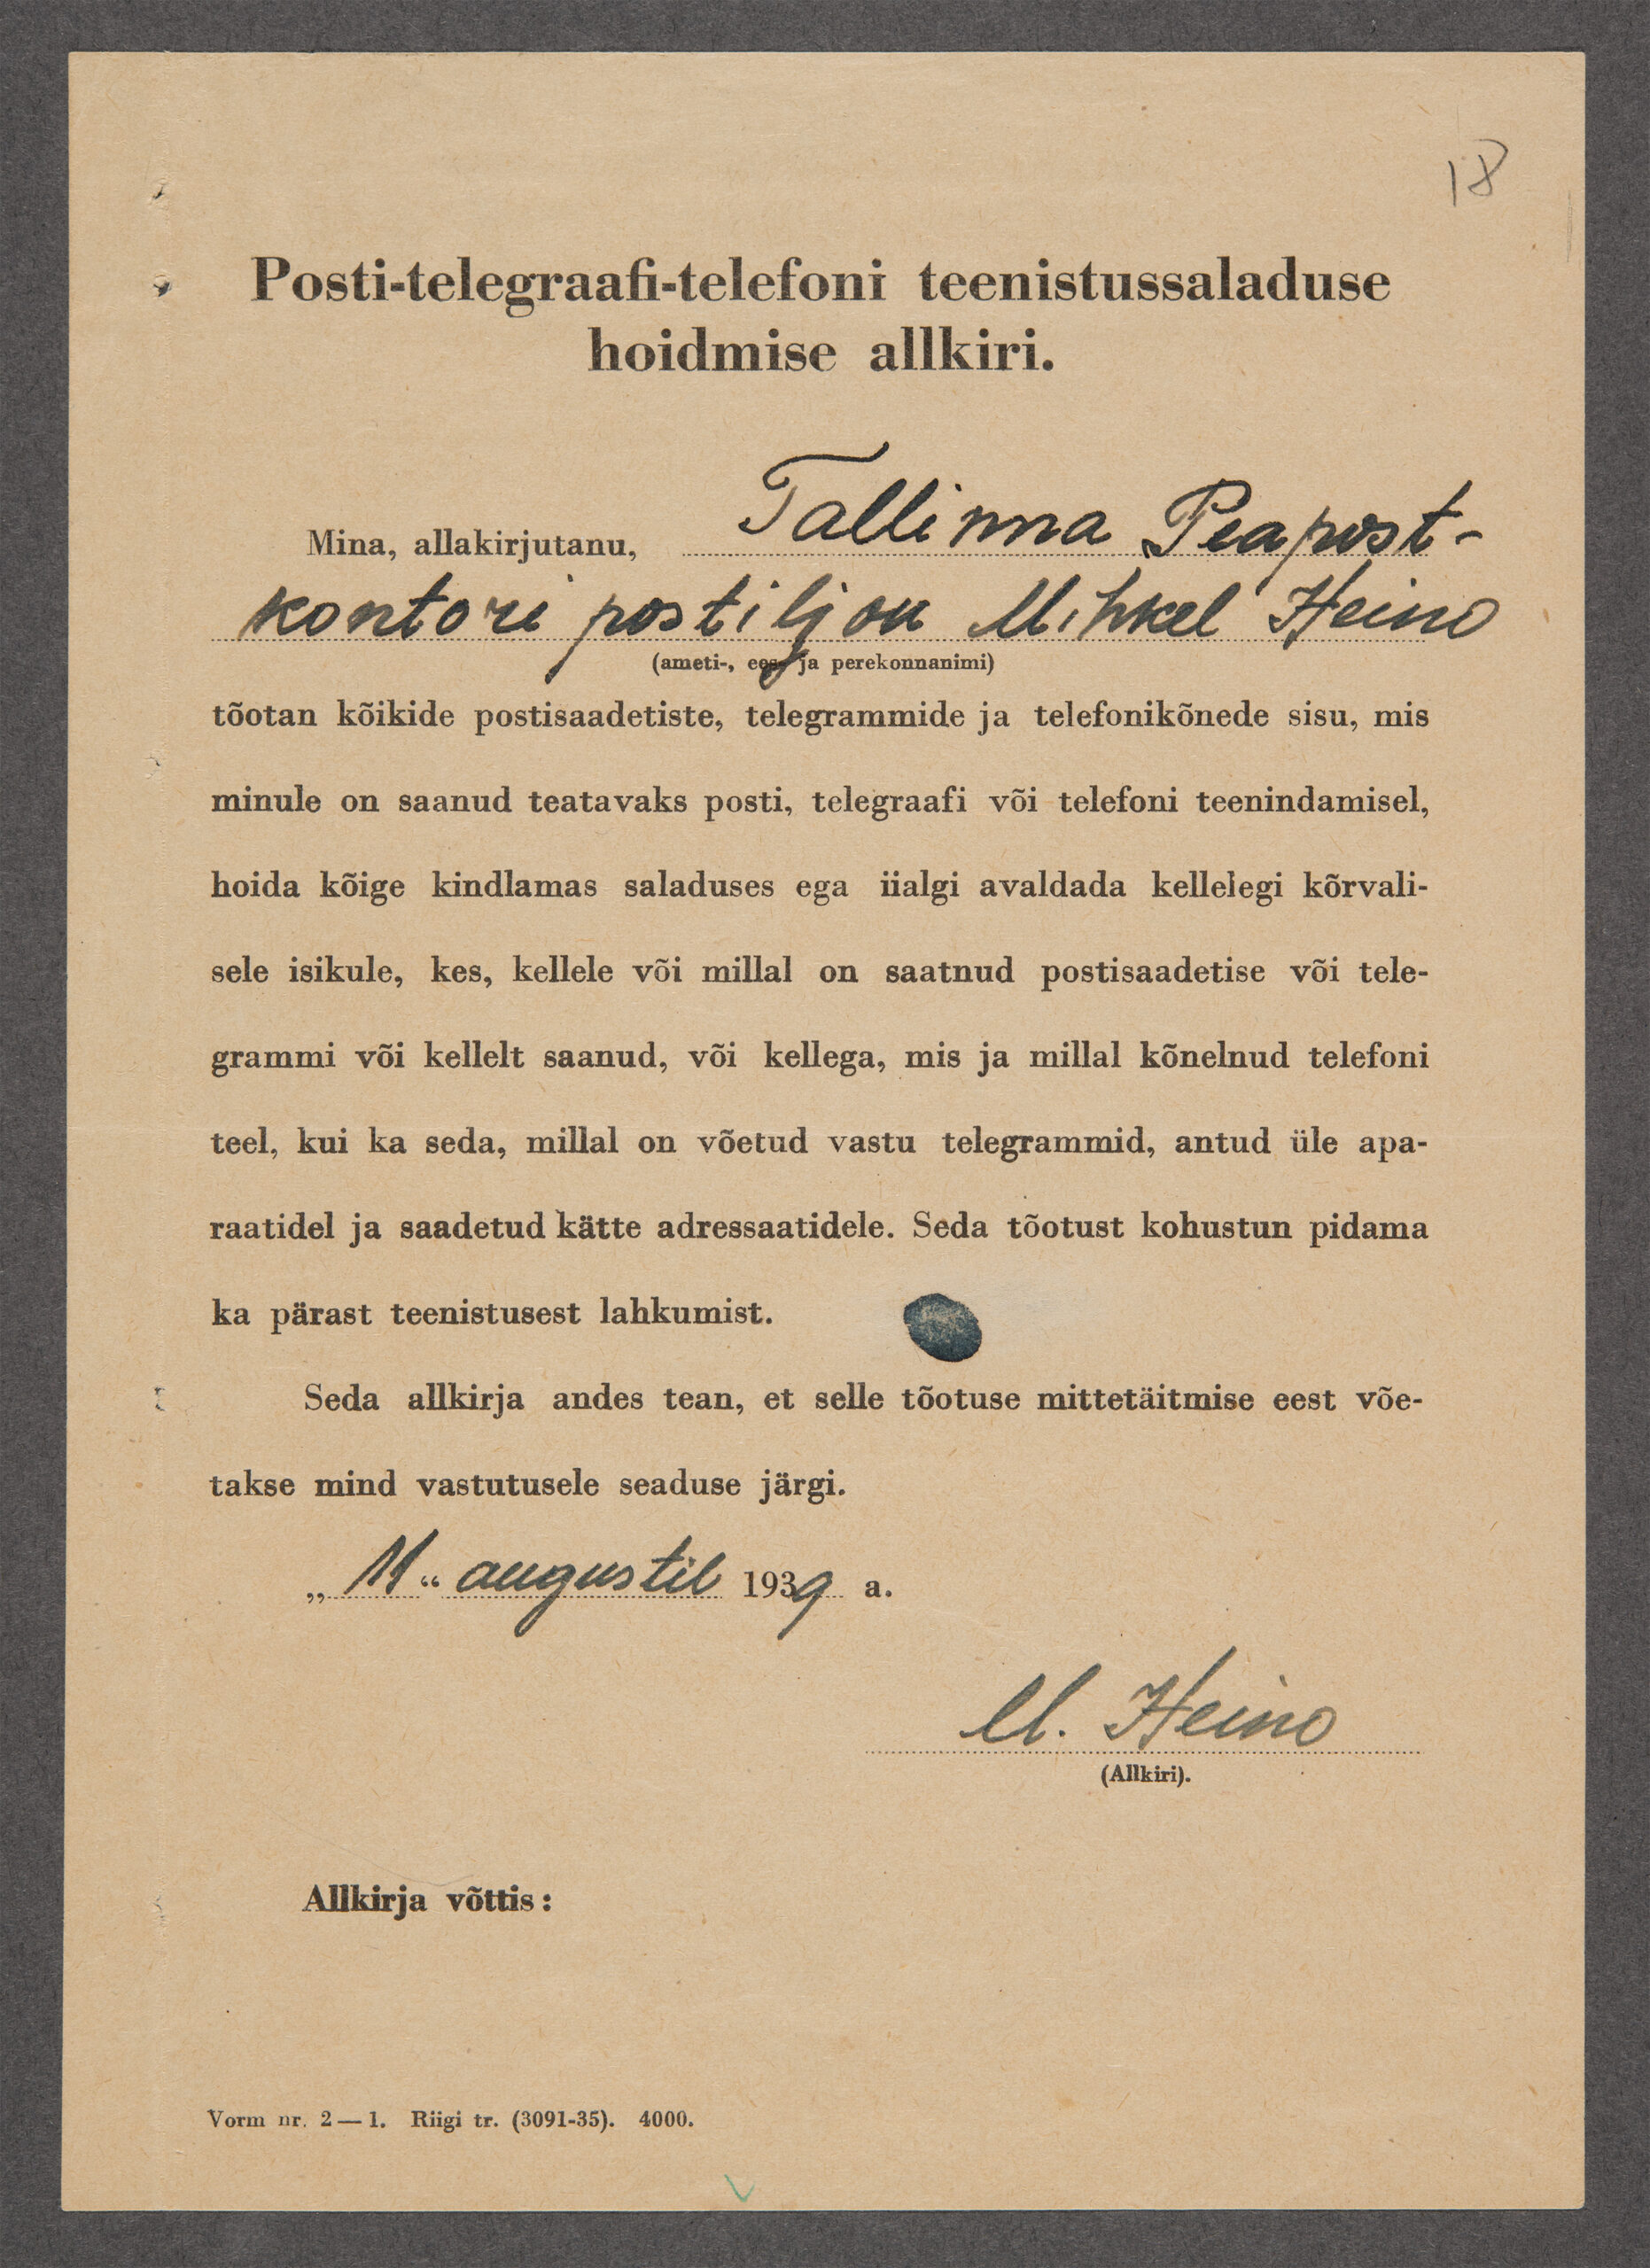 18
Posti-telegraafi-telefoni teenistussaladuse
hoidmise allkiri.
Mina, allakirjutanu, Tallinna Peapost-
kontori postiljon Mihkel Heino
(ameti-, ees- ja perekonnanimi)
tõotan kõikide postisaadetiste, telegrammide ja telefonikõnede sisu, mis
minule on saanud teatavaks posti, telegraafi või telefoni teenindamisel,
hoida kõige kindlamas saladuses ega iialgi avaldada kellelegi kõrvali-
sele isikule, kes, kellele või millal on saatnud postisaadetise või tele-
grammi või kellelt saanud, või kellega, mis ja millal kõnelnud telefoni
teel, kui ka seda, millal on võetud vastu telegrammid, antud üle apa-
raatidel ja saadetud kätte adressaatidele. Seda tõotust kohustun pidama
ka pärast teenistusest lahkumist.
Seda allkirja andes tean, et selle tõotuse mittetäitmise eest võe-
takse mind vastutusele seaduse järgi.
„11“ augustil 1939 a.
M. Heino
(Allkiri).
Allkirja võttis:
Vorm nr. 2—1. Riigi tr. (3091-35). 4000.